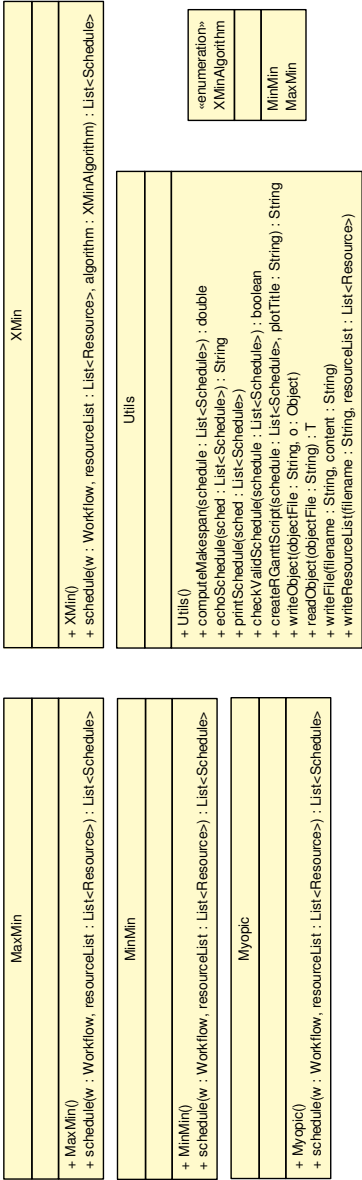 MaxMin
+ MaxMin()
+ schedule(w : Workflow, resourceList : List<Resource>) : List<Schedule>
XMin
+ XMin()
+ schedule(w : Workflow, resourceList : List<Resource>, algorithm : XMinAlgorithm) : List<Schedule>
MinMin
+ MinMin()
+ schedule(w : Workflow, resourceList : List<Resource>) : List<Schedule>
Myopic
+ Myopic()
+ schedule(w : Workflow, resourceList : List<Resource>) : List<Schedule>
Utils
+ Utils()
+ computeMakespan(schedule : List<Schedule>) : double
+ echoSchedule(sched : List<Schedule>) : String
+ printSchedule(sched : List<Schedule>)
+ checkValidSchedule(schedule : List<Schedule>) : boolean
+ createRGanttScript(schedule : List<Schedule>, plotTitle : String) : String
+ writeObject(objectFile : String, o : Object)
+ readObject(objectFile : String) : T
+ writeFile(filename : String, content : String)
+ writeResourceList(filename : String, resourceList : List<Resource>)
«enumeration»
XMinAlgorithm
MinMin
MaxMin